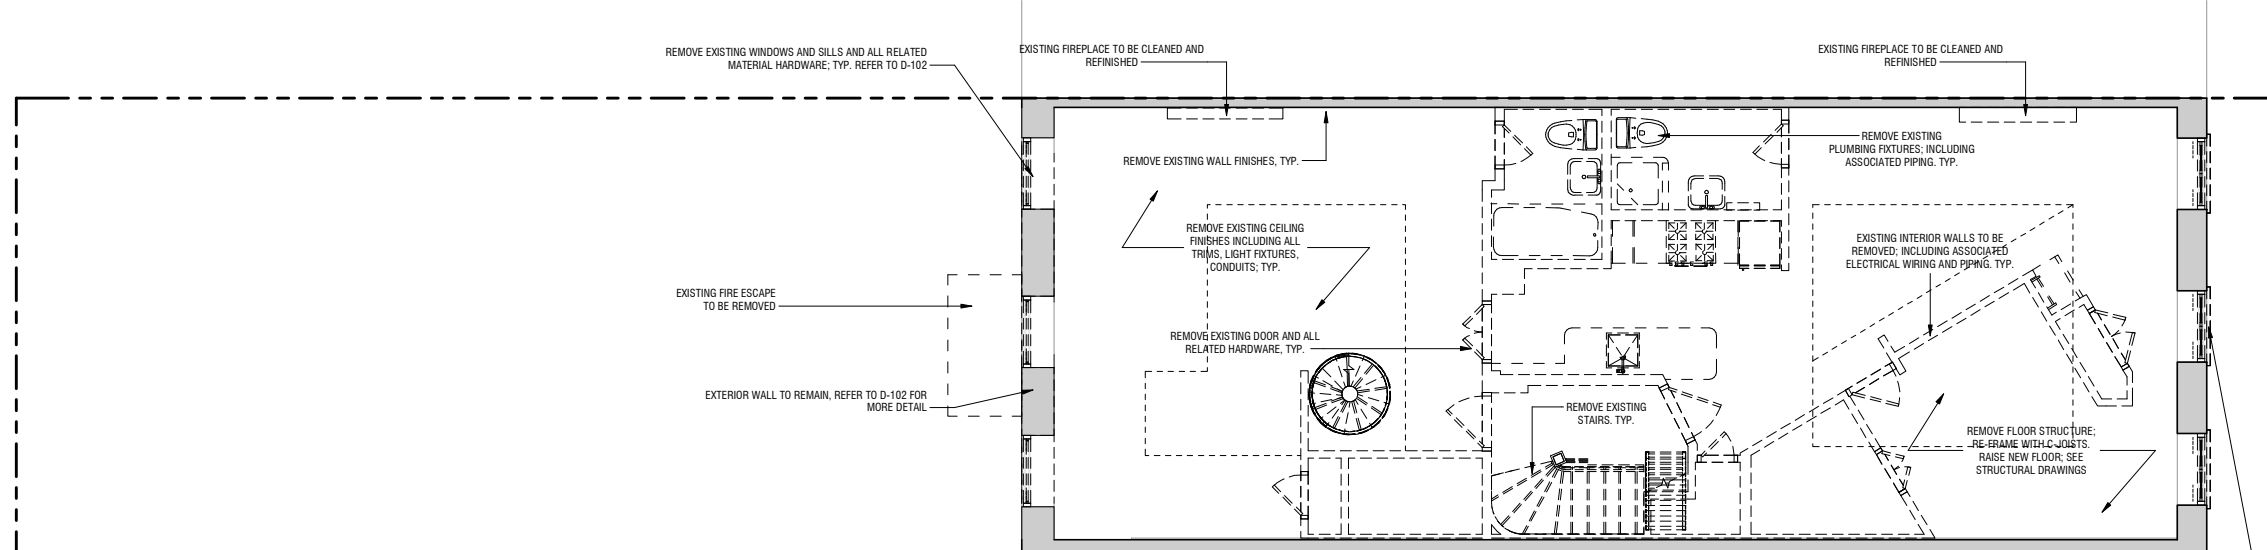 REMOVE EXISTING WINDOWS AND SILLS AND ALL RELATED
MATERIAL HARDWARE; TYP. REFER TO D-102
EXISTING FIREPLACE TO BE CLEANED AND
REFINISHED
EXISTING FIREPLACE TO BE CLEANED AND
REFINISHED
REMOVE EXISTING WALL FINISHES, TYP.
REMOVE EXISTING
PLUMBING FIXTURES; INCLUDING
ASSOCIATED PIPING. TYP.
REMOVE EXISTING CEILING
FINISHES INCLUDING ALL
TRIMS, LIGHT FIXTURES,
CONDUITS; TYP.
EXISTING INTERIOR WALLS TO BE
REMOVED; INCLUDING ASSOCIATED
ELECTRICAL WIRING AND PIPING. TYP.
EXISTING FIRE ESCAPE
TO BE REMOVED
REMOVE EXISTING DOOR AND ALL
RELATED HARDWARE, TYP.
EXTERIOR WALL TO REMAIN, REFER TO D-102 FOR
MORE DETAIL
REMOVE EXISTING
STAIRS. TYP.
REMOVE FLOOR STRUCTURE;
RE-FRAME WITH C-JOISTS.
RAISE NEW FLOOR; SEE
STRUCTURAL DRAWINGS